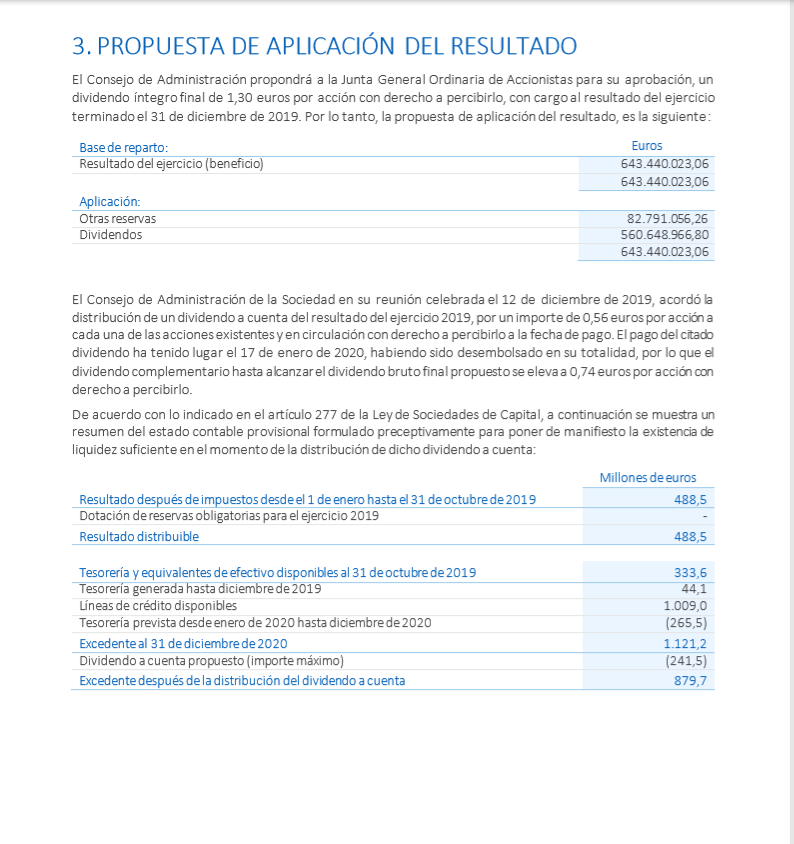 3. PROPUESTA DE APLICACIÓN DEL RESULTADO
El Consejo de Administración propondrá a la Junta General Ordinaria de Accionistas para su aprobación, un
dividendo íntegro final de 1,30 euros por acción con derecho a percibirlo, con cargo al resultado del ejercicio
terminado el 31 de diciembre de 2019. Por lo tanto, la propuesta de aplicación del resultado, es la siguiente:
Base de reparto: Euros
Resultado del ejercicio (beneficio) 643.440.023,06
643.440.023,06
Aplicación:
Otras reservas 82.791.056,26
Dividendos 560.648.966,80
643.440.023,06
El Consejo de Administración de la Sociedad en su reunión celebrada el 12 de diciembre de 2019, acordó la
distribución de un dividendo a cuenta del resultado del ejercicio 2019, por un importe de 0,56 euros por acción a
cada una de las acciones existentes y en circulación con derecho a percibirlo a la fecha de pago. El pago del citado
dividendo ha tenido lugar el 17 de enero de 2020, habiendo sido desembolsado en su totalidad, por lo que el
dividendo complementario hasta alcanzar el dividendo bruto final propuesto se eleva a 0,74 euros por acción con
derecho a percibirlo.
De acuerdo con lo indicado en el artículo 277 de la Ley de Sociedades de Capital, a continuación se muestra un
resumen del estado contable provisional formulado preceptivamente para poner de manifiesto la existencia de
liquidez suficiente en el momento de la distribución de dicho dividendo a cuenta:
Millones de euros
Resultado después de impuestos desde el 1 de enero hasta el 31 de octubre de 2019 488,5
Dotación de reservas obligatorias para el ejercicio 2019 -
Resultado distribuible 488,5
Tesorería y equivalentes de efectivo disponibles al 31 de octubre de 2019 333,6
Tesorería generada hasta diciembre de 2019 44,1
Líneas de crédito disponibles 1.009,0
Tesorería prevista desde enero de 2020 hasta diciembre de 2020 (265,5)
Excedente al 31 de diciembre de 2020 1.121,2
Dividendo a cuenta propuesto (importe máximo) (241,5)
Excedente después de la distribución del dividendo a cuenta 879,7